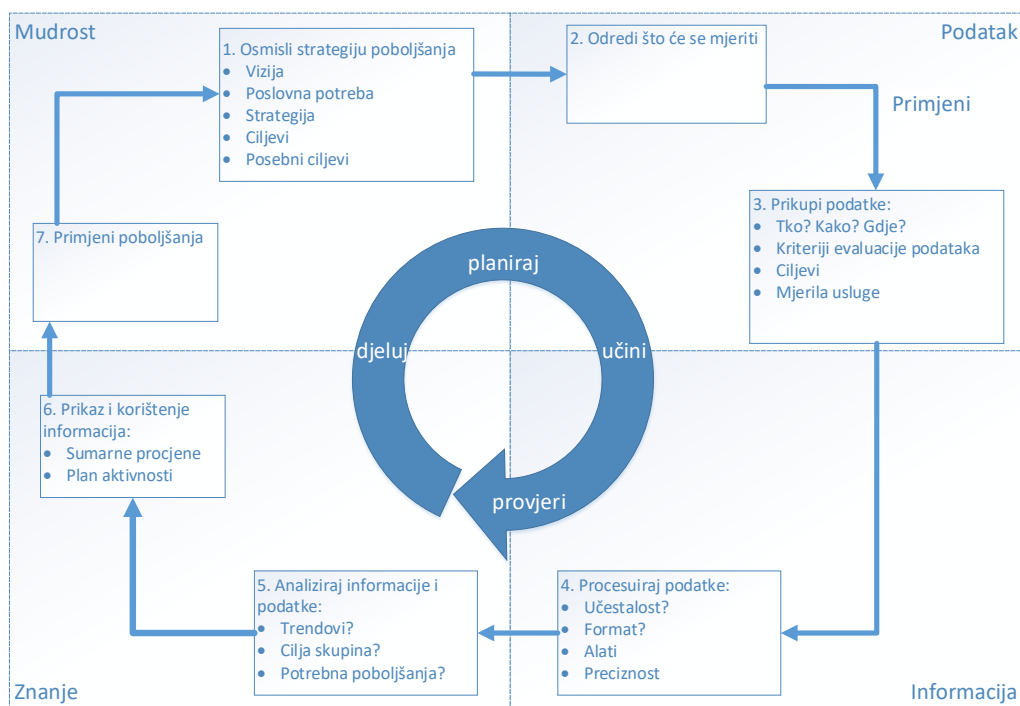 Mudrost
1. Osmisli strategiju poboljšanja
• Vizija
• Poslovna potreba
• Strategija
• Ciljevi
• Posebni ciljevi
2. Odredi što će se mjeriti
Podatak
Primjeni
3. Prikupi podatke:
• Tko? Kako? Gdje?
• Kriteriji evaluacije podataka
• Ciljevi
• Mjerila usluge
7. Primjeni poboljšanja
planiraj
djeluj
učini
provjeri
6. Prikaz i korištenje
informacija:
• Sumarne procjene
• Plan aktivnosti
5. Analiziraj informacije i
podatke:
• Trendovi?
• Cilja skupina?
• Potrebna poboljšanja?
4. Procesuiraj podatke:
• Učestalost?
• Format?
• Alati
• Preciznost
Znanje
Informacija